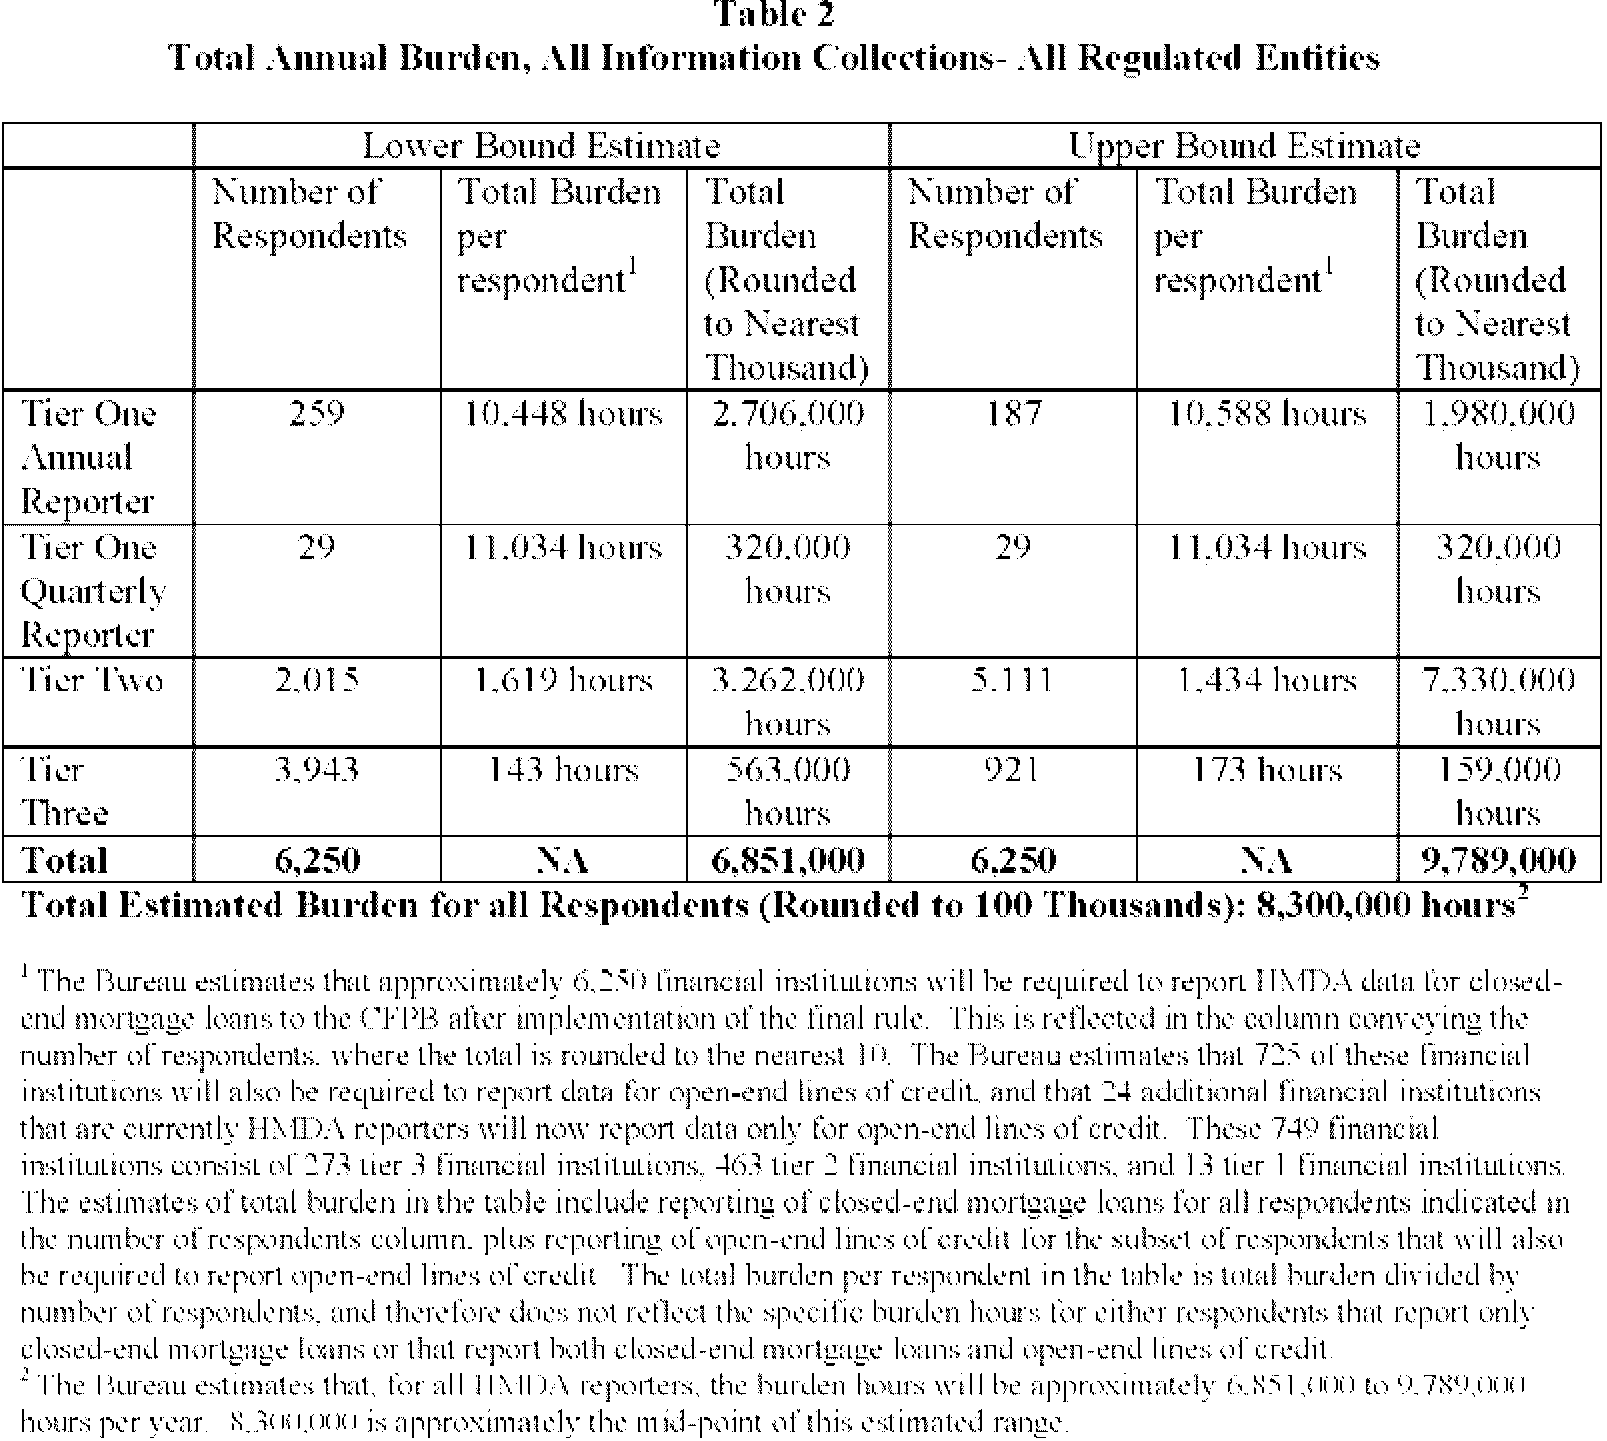 Table 2
Total Annual Burden, All Information Collections- All Regulated Entities
Lower Bound Estimate Upper Bound Estimate
Number of Respondents Total Burden per respondent1 Total Burden (Rounded to Nearest Thousand) Number of Respondents Total Burden per respondent1 Total Burden (Rounded to Nearest Thousand)
Tier One Annual Reporter 259 10,448 hours 2,706,000 hours 187 10,588 hours 1,980,000 hours
Tier One Quarterly Reporter 29 11,034 hours 320,000 hours 29 11,034 hours 320,000 hours
Tier Two 2,015 1,619 hours 3,262,000 hours 5,111 1,434 hours 7,330,000 hours
Tier Three 3,943 143 hours 563,000 hours 921 173 hours 159,000 hours
Total 6,250 NA 6,851,000 6,250 NA 9,789,000
Total Estimated Burden for all Respondents (Rounded to 100 Thousands): 8,300,000 hours2
1 The Bureau estimates that approximately 6,250 financial institutions will be required to report HMDA data for closed-
end mortgage loans to the CFPB after implementation of the final rule. This is reflected in the column conveying the
number of respondents, where the total is rounded to the nearest 10. The Bureau estimates that 725 of these financial
institutions will also be required to report data for open-end lines of credit, and that 24 additional financial institutions
that are currently HMDA reporters will now report data only for open-end lines of credit. These 749 financial
institutions consist of 273 tier 3 financial institutions, 463 tier 2 financial institutions, and 13 tier 1 financial institutions.
The estimates of total burden in the table include reporting of closed-end mortgage loans for all respondents indicated in
the number of respondents column, plus reporting of open-end lines of credit for the subset of respondents that will also
be required to report open-end lines of credit. The total burden per respondent in the table is total burden divided by
number of respondents, and therefore does not reflect the specific burden hours for either respondents that report only
closed-end mortgage loans or that report both closed-end mortgage loans and open-end lines of credit.
2 The Bureau estimates that, for all HMDA reporters, the burden hours will be approximately 6,851,000 to 9,789,000
hours per year. 8,300,000 is approximately the mid-point of this estimated range.